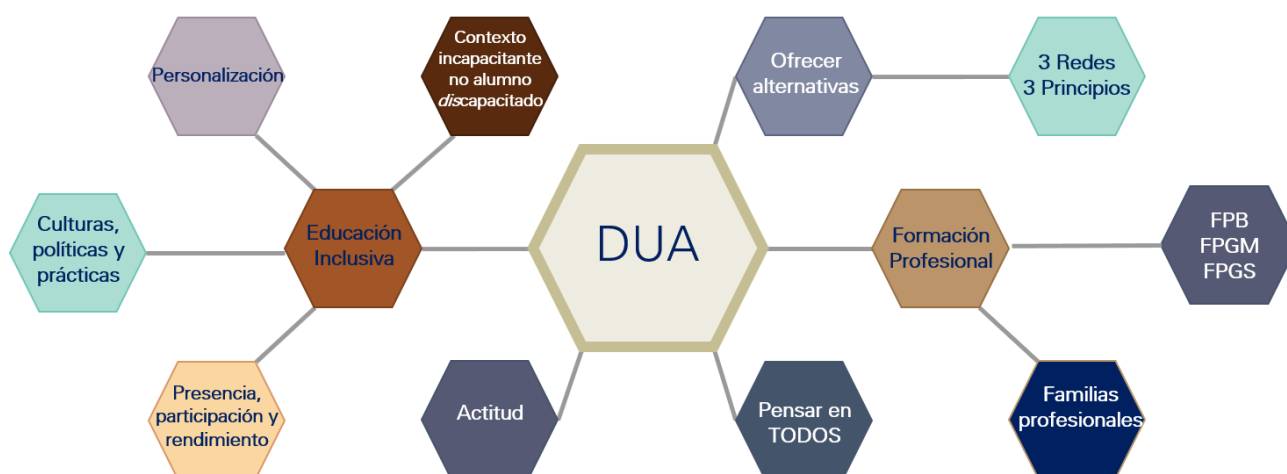 Personalización
Contexto
incapacitante
no alumno
discapacitado
Ofrecer
alternativas
3 Redes
3 Principios
Culturas,
políticas y
prácticas
Educación
Inclusiva
DUA
Formación
Profesional
FPB
FPGM
FPGS
Presencia,
participación y
rendimiento
Actitud
Pensar en
TODOS
Familias
profesionales